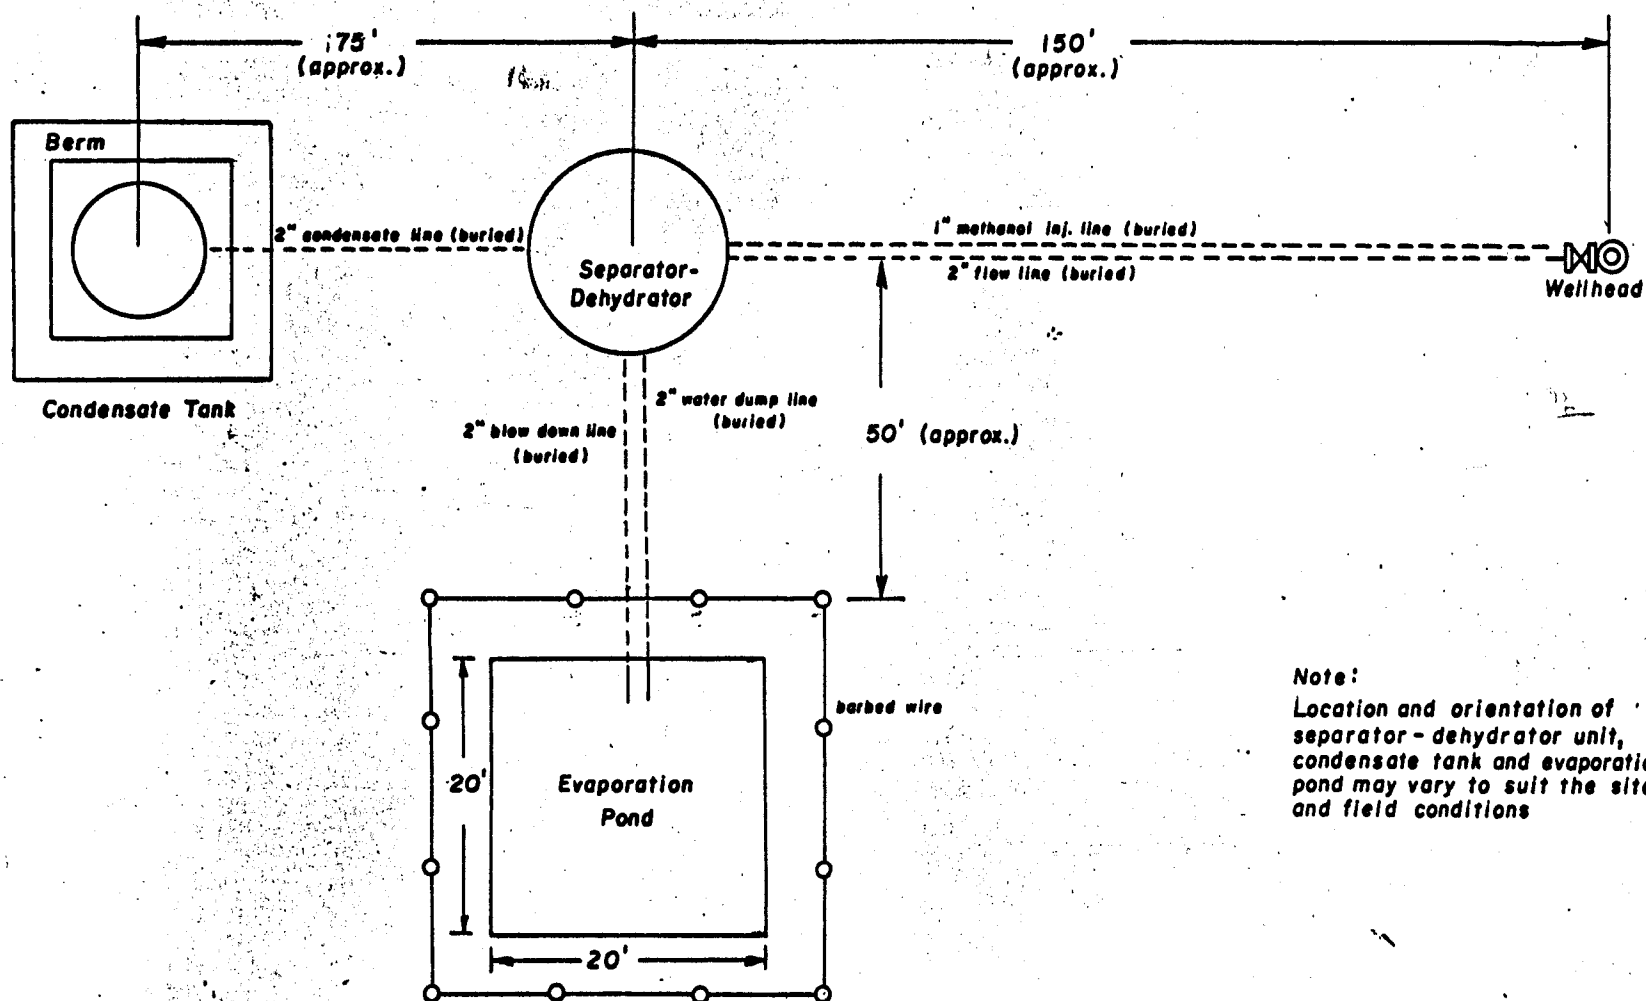 75'
(approx.)
150'
(approx.)
Berm
2" condensate line (buried)
Separator-
Dehydrator
1" methanol inj. line (buried)
2" flow line (buried)
Wellhead
Condensate Tank
2" water dump line
(buried)
2" blow down line
(buried)
50' (approx.)
barbed wire
20'
Evaporation
Pond
20'
Note:
Location and orientation of
separator - dehydrator unit,
condensate tank and evaporatio
pond may vary to suit the site
and field conditions